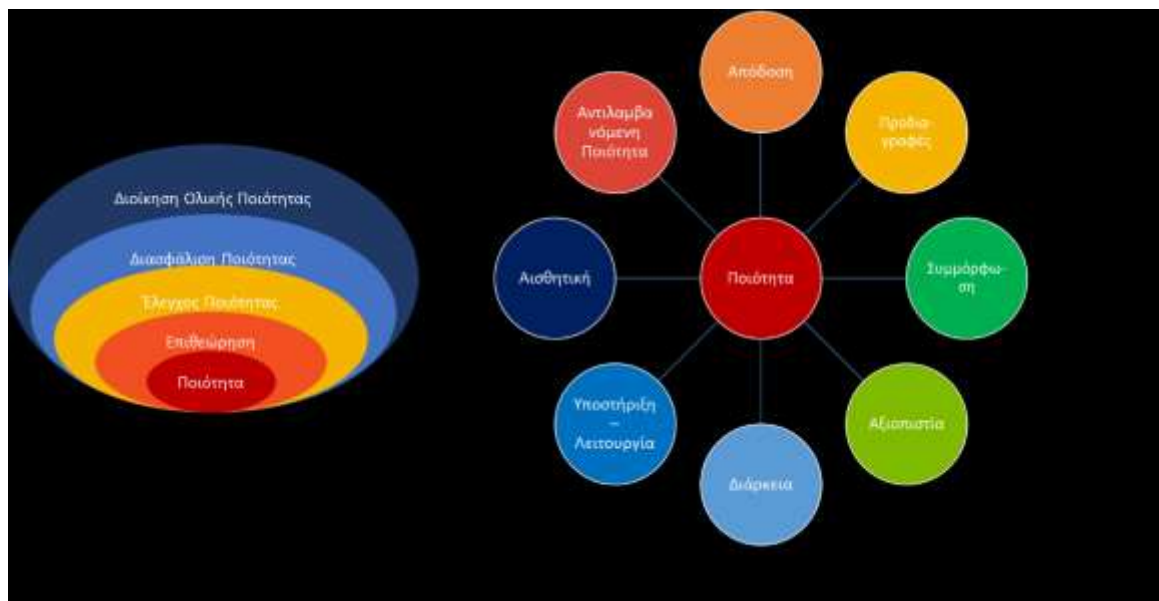 Διοίκηση Ολικής Ποιότητας
Διασφάλιση Ποιότητας
Έλεγχος Ποιότητας
Επιθεώρηση
Ποιότητα
Απόδοση
Προδια-
γραφές
Συμμόρφω-
ση
Αξιοπιστία
Διάρκεια
Υποστήριξη
–
Λειτουργία
Αισθητική
Αντιλαμβα
νόμενη
Ποιότητα
Ποιότητα